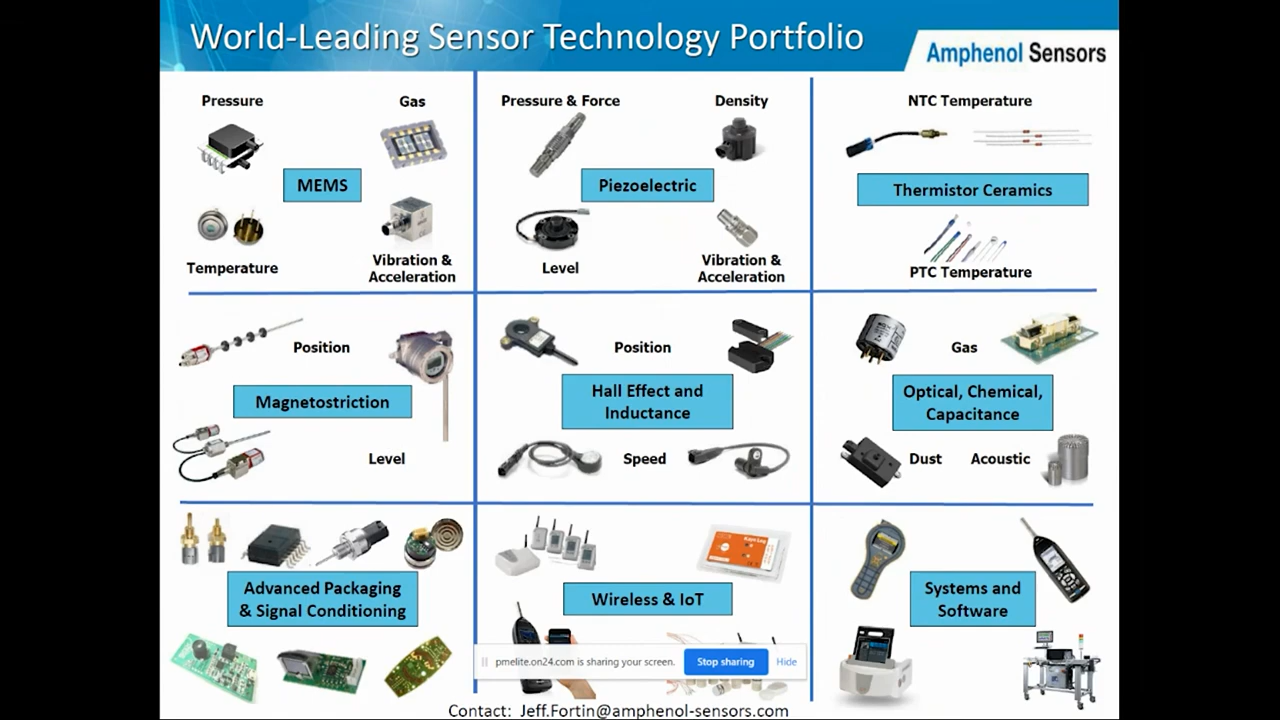 World-Leading Sensor Technology Portfolio
Amphenol Sensors
Pressure
Gas
MEMS
Temperature
Vibration &
Acceleration
Pressure & Force
Density
Piezoelectric
Level
Vibration &
Acceleration
NTC Temperature
Thermistor Ceramics
PTC Temperature
Position
Magnetostriction
Level
Position
Hall Effect and
Inductance
Speed
Gas
Optical, Chemical,
Capacitance
Dust
Acoustic
Advanced Packaging
& Signal Conditioning
Wireless & IoT
Systems and
Software
pmelite.on24.com is sharing your screen.
Stop sharing
Hide
Contact: Jeff.Fortin@amphenol-sensors.com